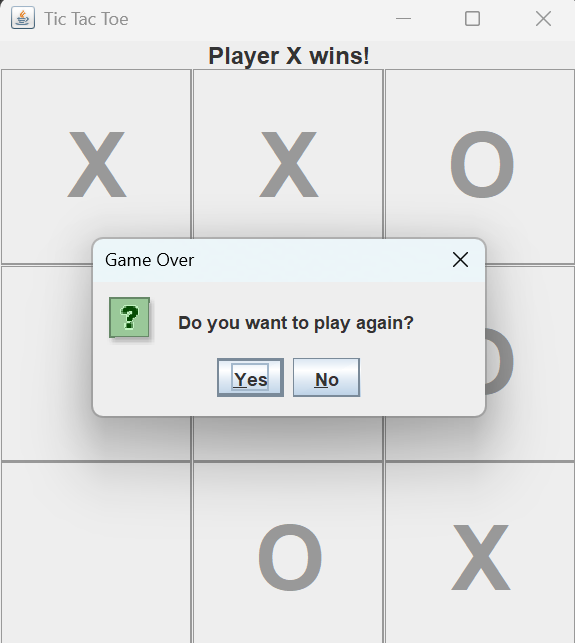 Tic Tac Toe
Player X wins!
X X O
Game Over
?
Do you want to play again?
Yes No
O X